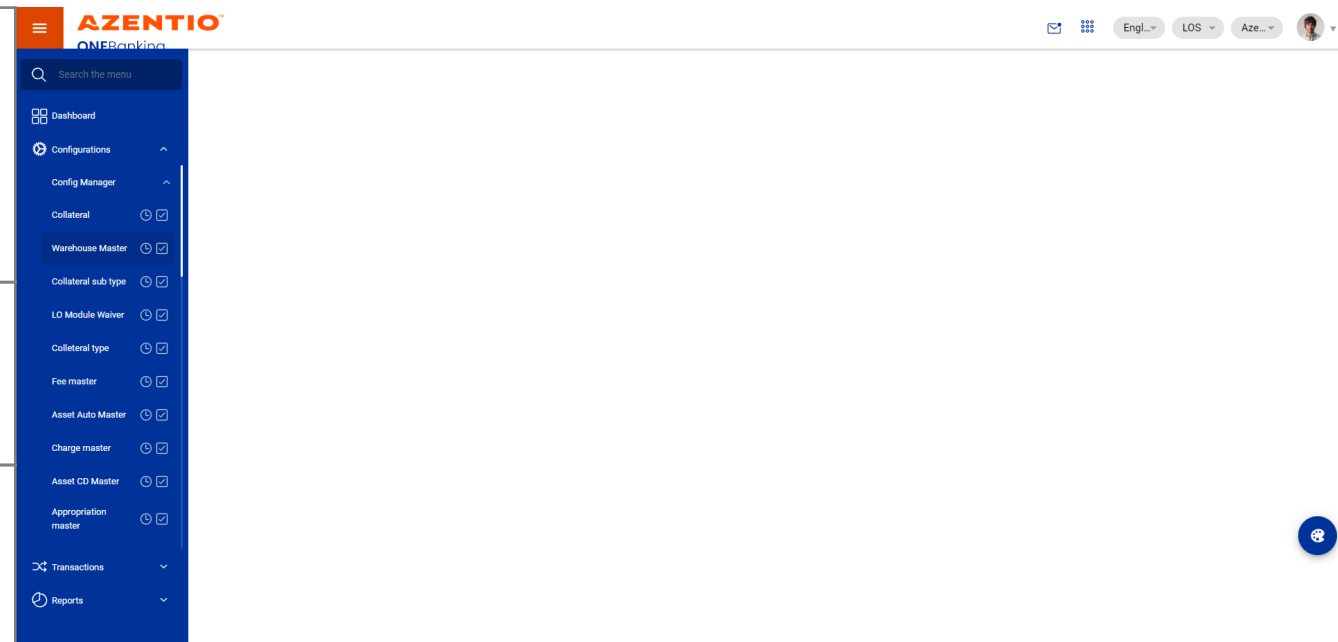 AZENTIO™
ONEBanking
Engl...
LOS
Aze...
Search the menu
Dashboard
Configurations
Config Manager
Collateral
Warehouse Master
Collateral sub type
LO Module Waiver
Colleteral type
Fee master
Asset Auto Master
Charge master
Asset CD Master
Appropriation
master
Transactions
Reports